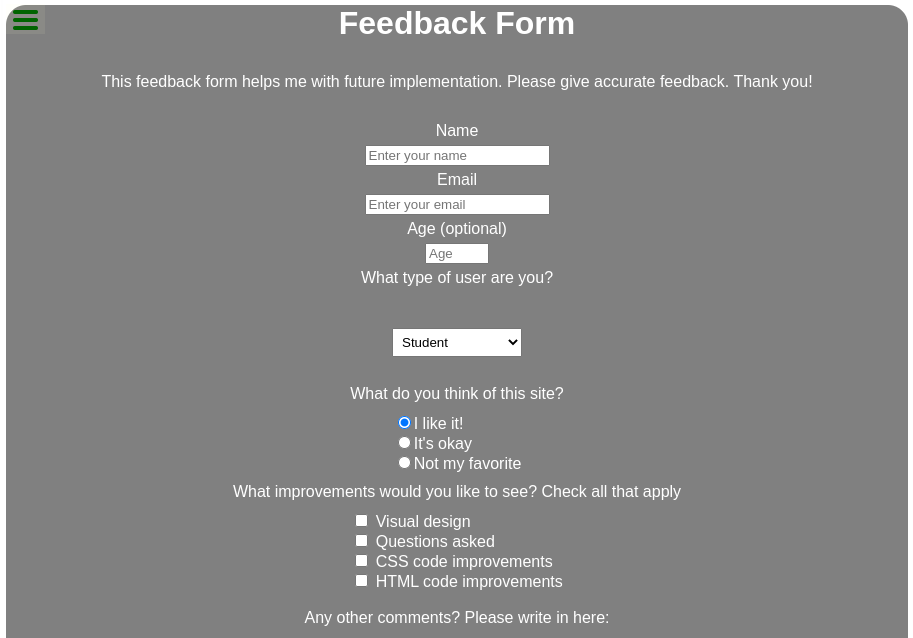 Feedback Form
This feedback form helps me with future implementation. Please give accurate feedback. Thank you!
Name
Enter your name
Email
Enter your email
Age (optional)
Age
What type of user are you?
Student
What do you think of this site?
I like it!
It's okay
Not my favorite
What improvements would you like to see? Check all that apply
Visual design
Questions asked
CSS code improvements
HTML code improvements
Any other comments? Please write in here: